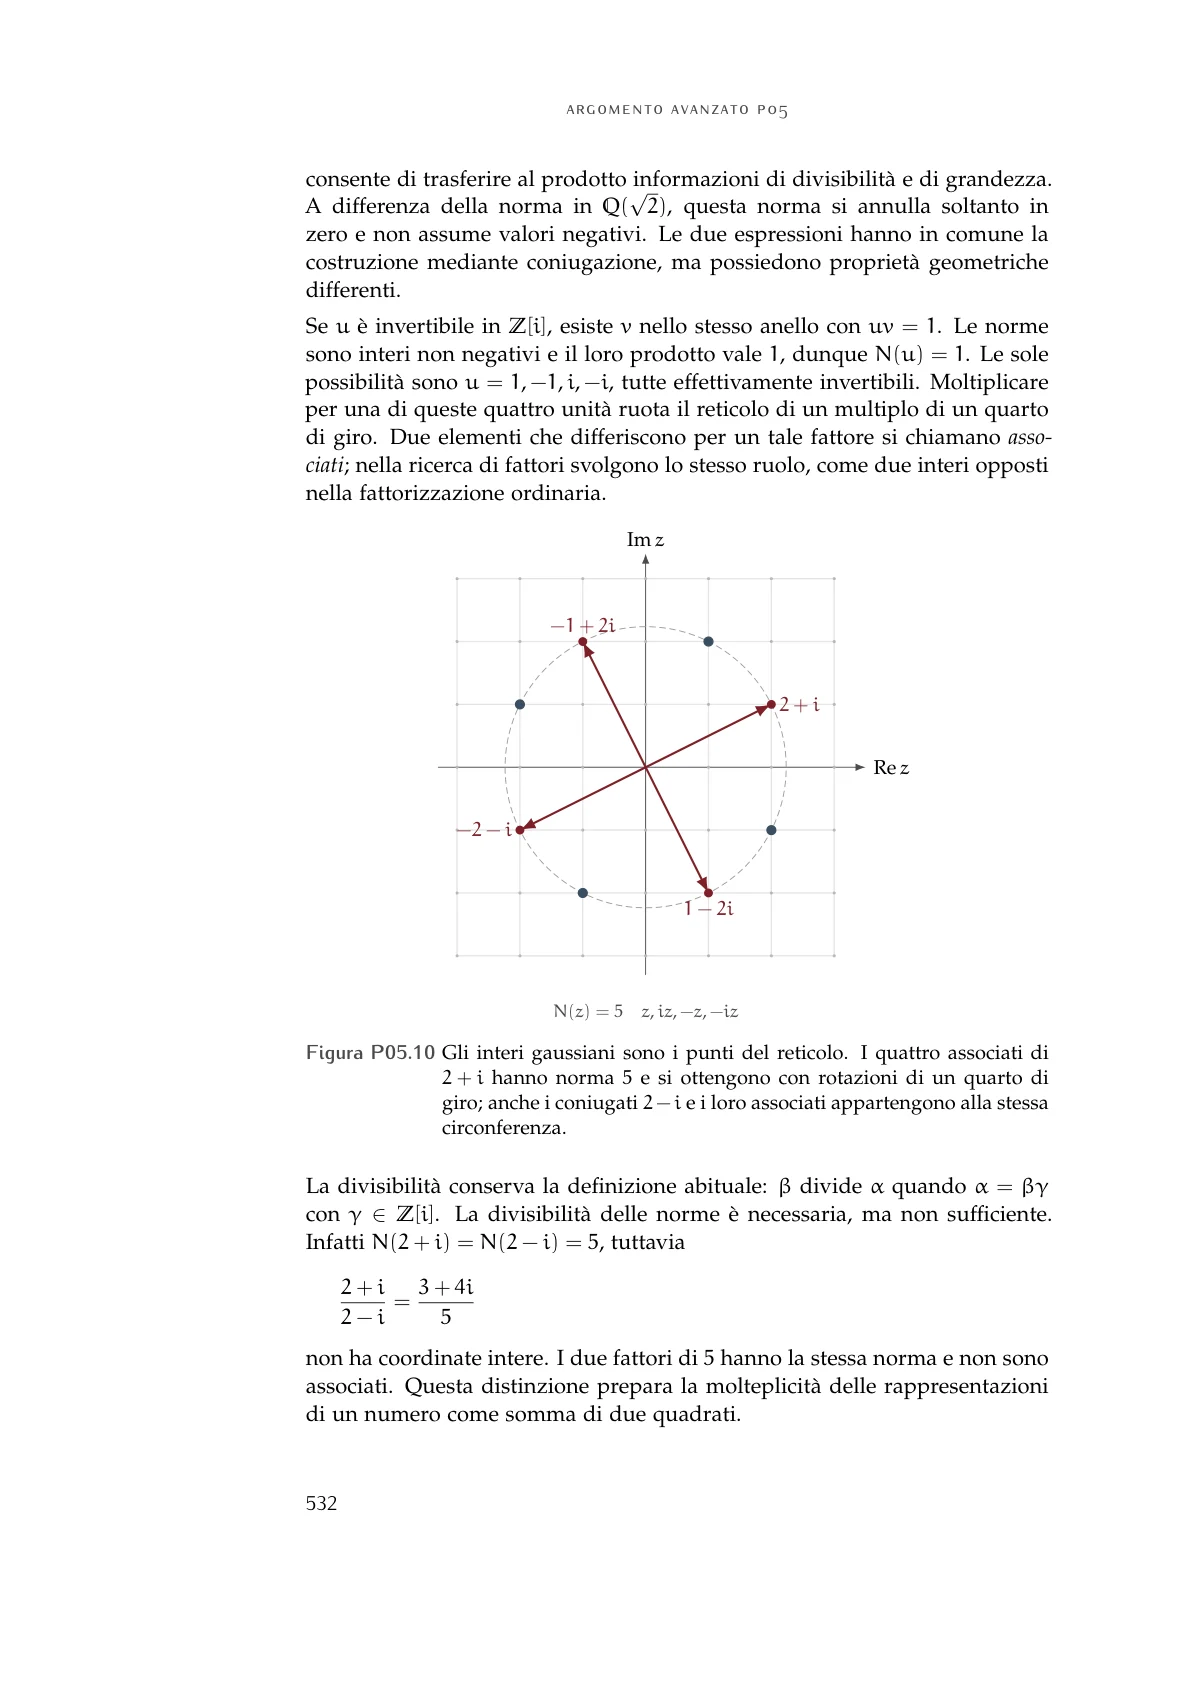 ARGOMENTO AVANZATO P05
consente di trasferire al prodotto informazioni di divisibilità e di grandezza.
A differenza della norma in ℚ(√2), questa norma si annulla soltanto in
zero e non assume valori negativi. Le due espressioni hanno in comune la
costruzione mediante coniugazione, ma possiedono proprietà geometriche
differenti.
Se u è invertibile in ℤ[i], esiste v nello stesso anello con uv = 1. Le norme
sono interi non negativi e il loro prodotto vale 1, dunque N(u) = 1. Le sole
possibilità sono u = 1, −1, i, −i, tutte effettivamente invertibili. Moltiplicare
per una di queste quattro unità ruota il reticolo di un multiplo di un quarto
di giro. Due elementi che differiscono per un tale fattore si chiamano asso-
ciati; nella ricerca di fattori svolgono lo stesso ruolo, come due interi opposti
nella fattorizzazione ordinaria.
Im z
−1 + 2i
2 + i
Re z
−2 − i
1 − 2i
N(z) = 5 z, iz, −z, −iz
Figura P05.10 Gli interi gaussiani sono i punti del reticolo. I quattro associati di
2 + i hanno norma 5 e si ottengono con rotazioni di un quarto di
giro; anche i coniugati 2 − i e i loro associati appartengono alla stessa
circonferenza.
La divisibilità conserva la definizione abituale: β divide α quando α = βγ
con γ ∈ ℤ[i]. La divisibilità delle norme è necessaria, ma non sufficiente.
Infatti N(2 + i) = N(2 − i) = 5, tuttavia
2 + i 3 + 4i
=
2 − i 5
non ha coordinate intere. I due fattori di 5 hanno la stessa norma e non sono
associati. Questa distinzione prepara la molteplicità delle rappresentazioni
di un numero come somma di due quadrati.
532